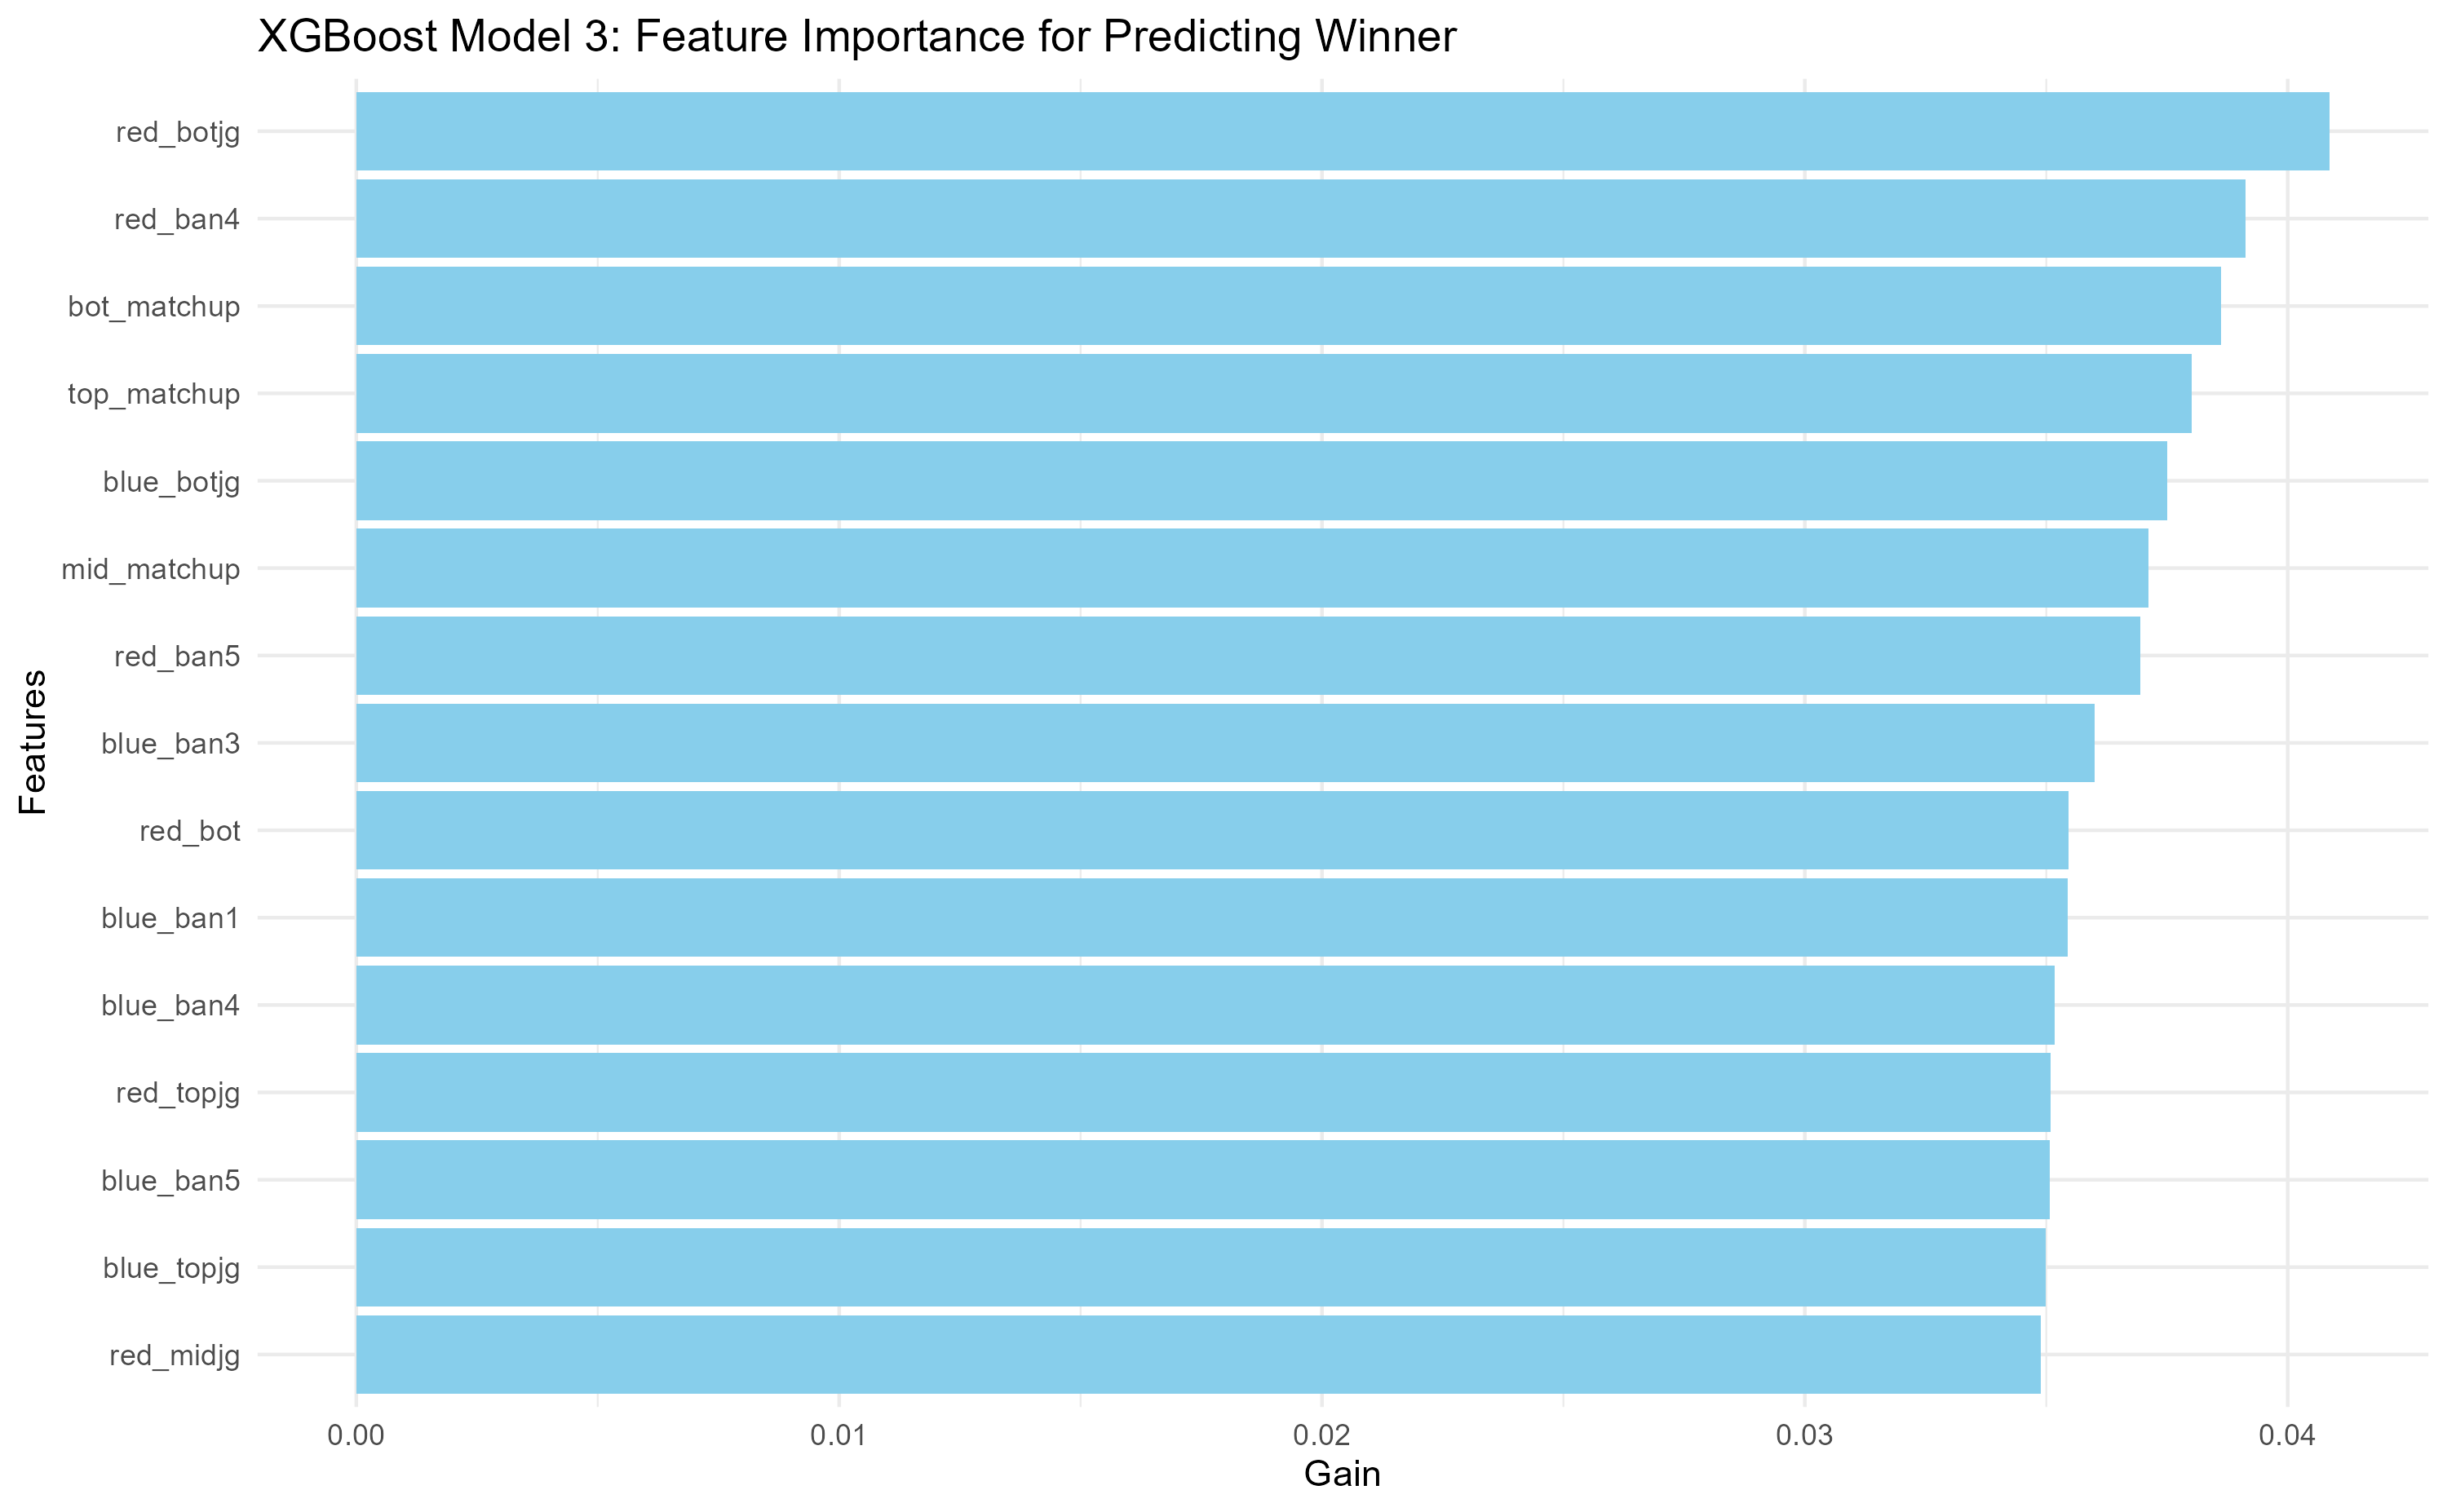 XGBoost Model 3: Feature Importance for Predicting Winner
Features
red_botjg
red_ban4
bot_matchup
top_matchup
blue_botjg
mid_matchup
red_ban5
blue_ban3
red_bot
blue_ban1
blue_ban4
red_topjg
blue_ban5
blue_topjg
red_midjg
0.00 0.01 0.02 0.03 0.04
Gain